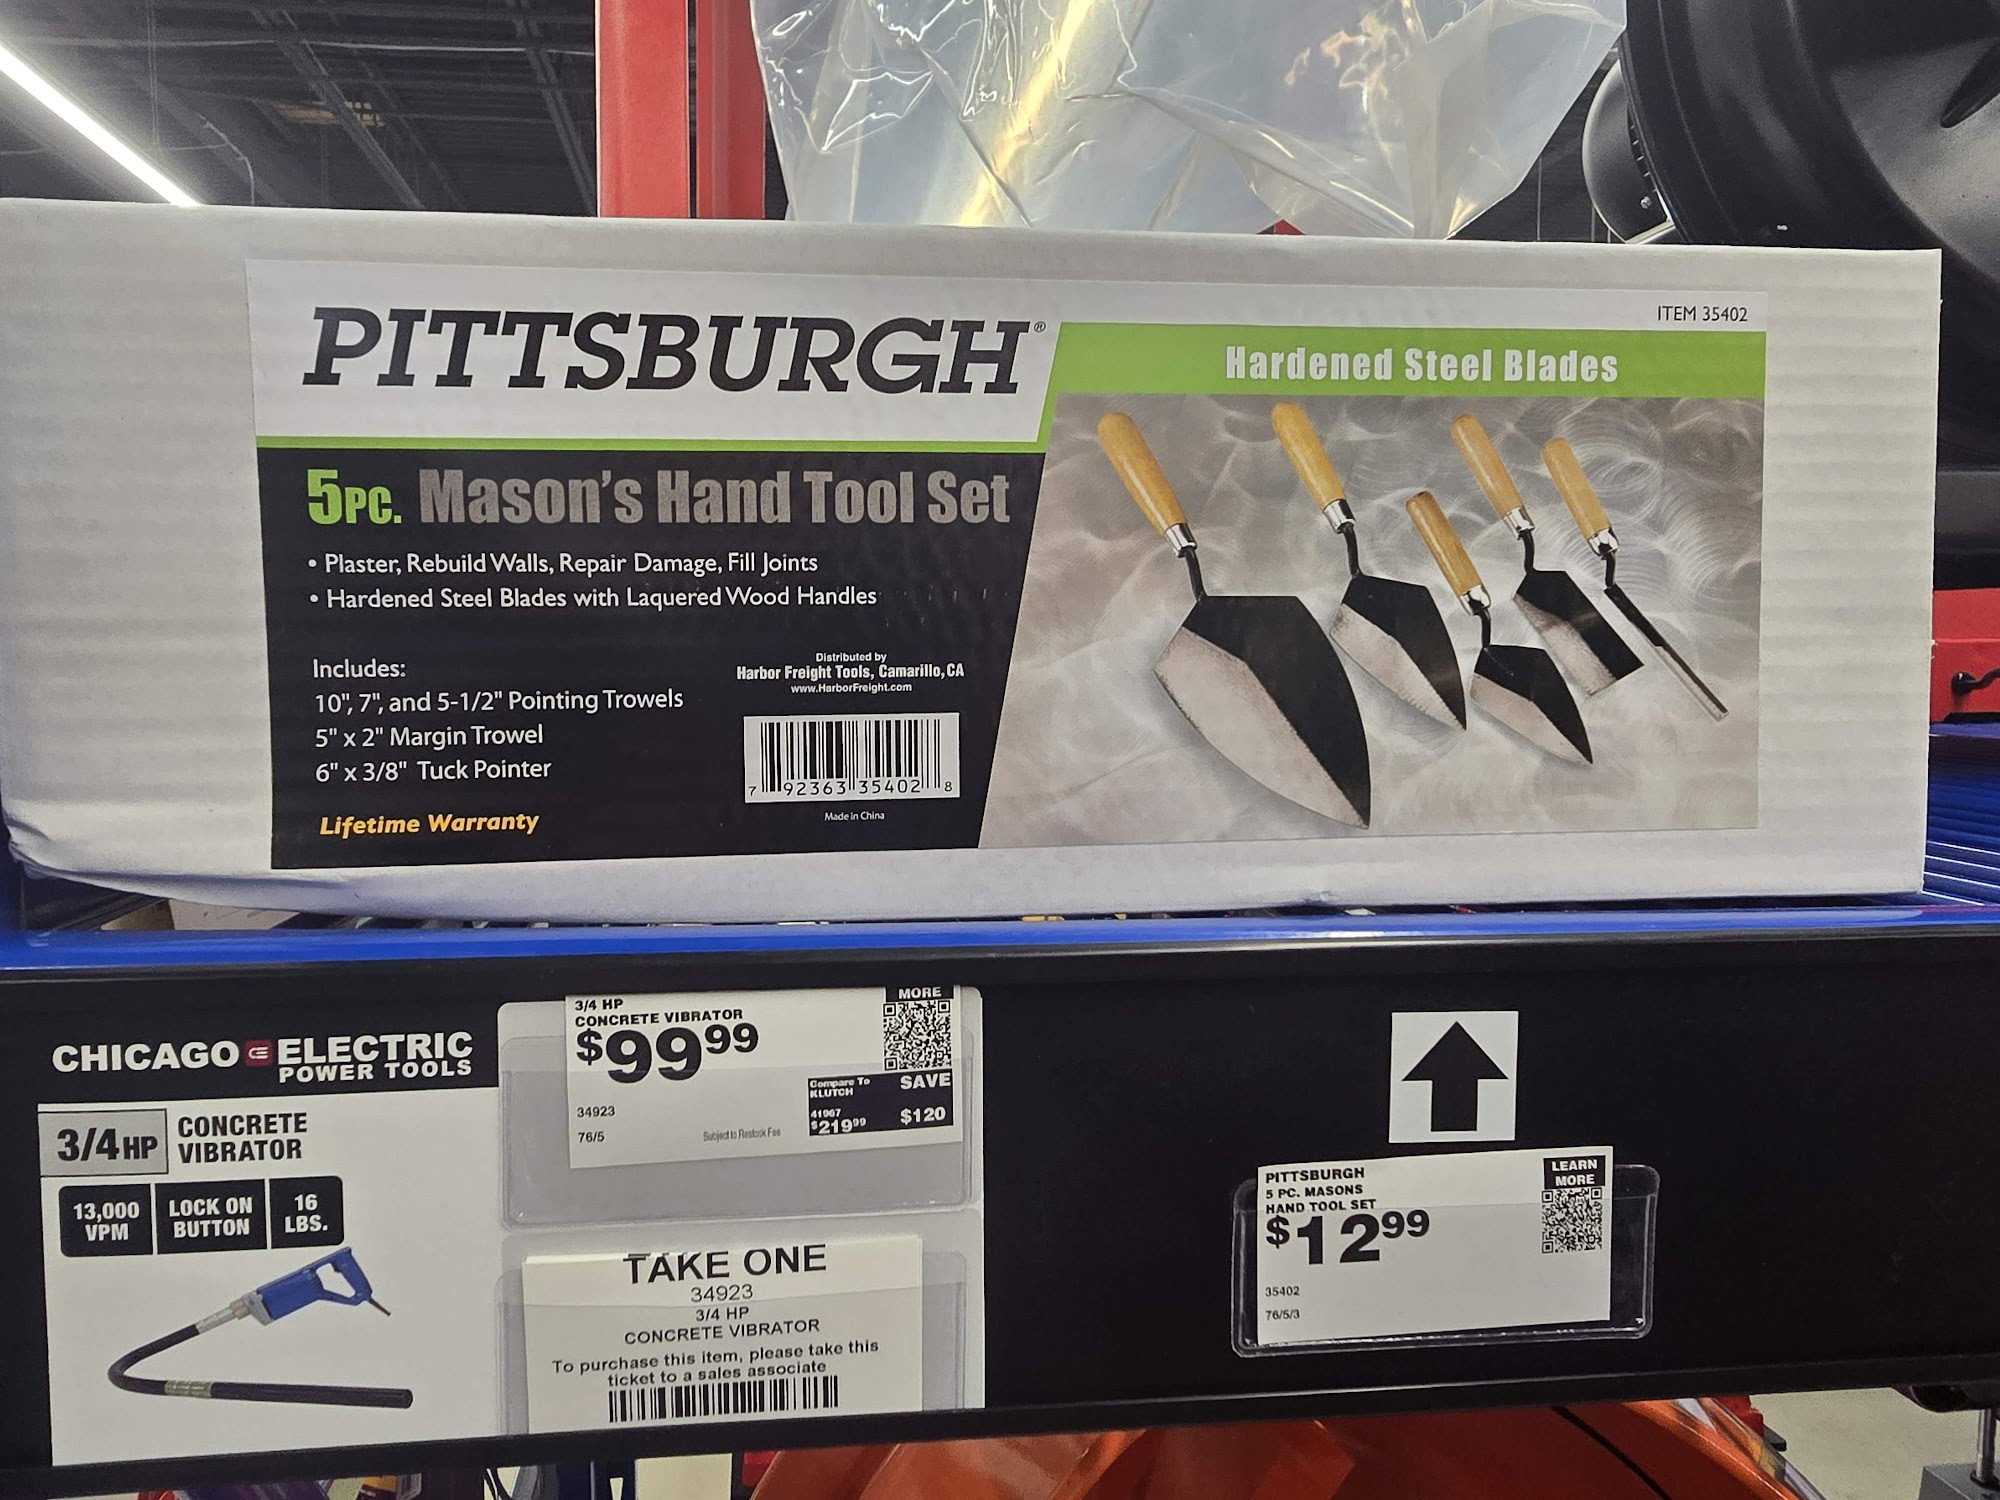 PITTSBURGH®
ITEM 35402
Hardened Steel Blades
5PC. Mason's Hand Tool Set
• Plaster, Rebuild Walls, Repair Damage, Fill Joints
• Hardened Steel Blades with Laquered Wood Handles
Includes:
10", 7", and 5-1/2" Pointing Trowels
5" x 2" Margin Trowel
6" x 3/8" Tuck Pointer
Lifetime Warranty
Distributed by
Harbor Freight Tools, Camarillo, CA
www.HarborFreight.com
7 92363 35402 8
Made in China
CHICAGO CE ELECTRIC
POWER TOOLS
3/4 HP
CONCRETE
VIBRATOR
13,000
VPM
LOCK ON
BUTTON
16
LBS.
3/4 HP
CONCRETE VIBRATOR
$99.99
MORE
Compare To
KLUTCH
41967
$219.99
SAVE
$120
34923
76/5
Subject to Restock Fee
TAKE ONE
34923
3/4 HP
CONCRETE VIBRATOR
To purchase this item, please take this
ticket to a sales associate
PITTSBURGH
5 PC. MASONS
HAND TOOL SET
$12.99
LEARN
MORE
35402
76/5/3